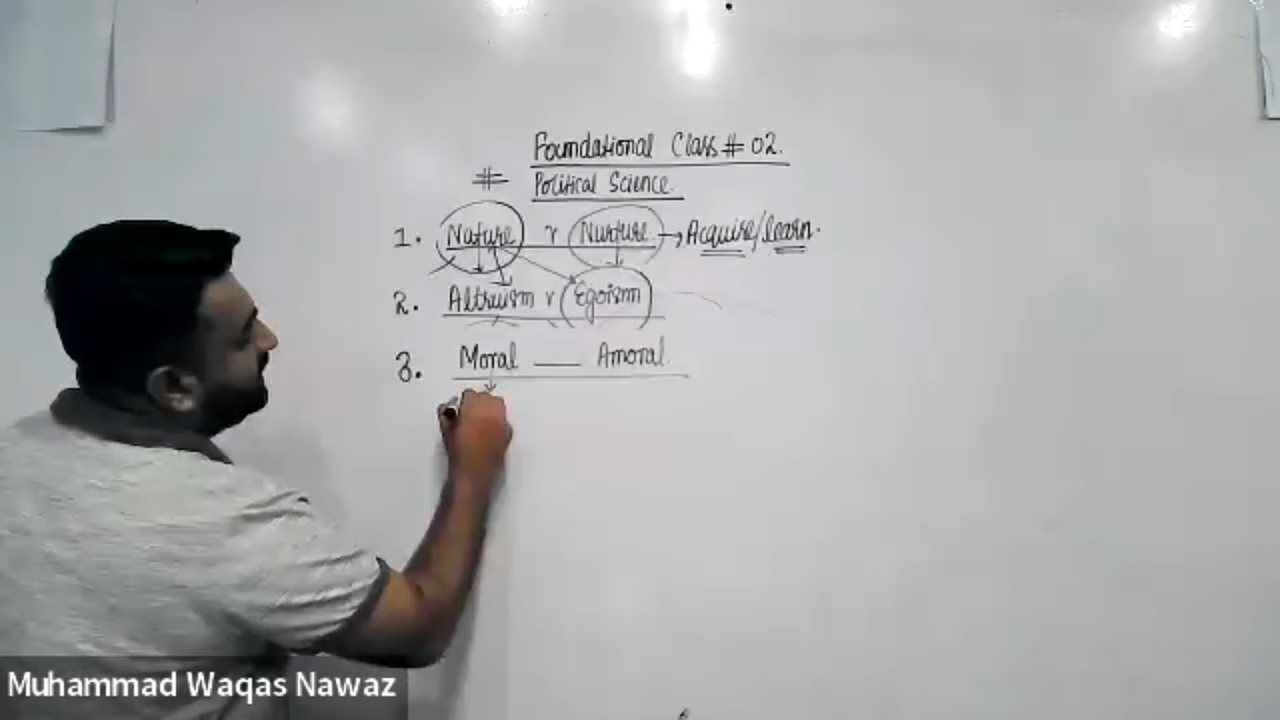 Foundational Class # 02.
# Political Science.
1. Nature v Nurture → Acquire/learn.
2. Altruism v Egoism
3. Moral — Amoral.
Muhammad Waqas Nawaz